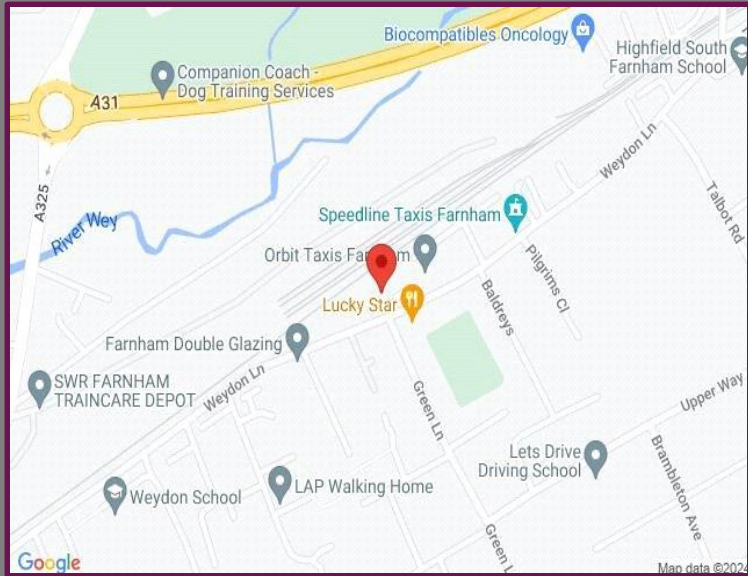 Biocompatibles Oncology
Highfield South
Farnham School
Companion Coach -
Dog Training Services
A31
Weydon Ln
A325
Talbot Rd
Speedline Taxis Farnham
River Wey
Orbit Taxis Farnham
Pilgrims Cl
Baldreys
Lucky Star
Farnham Double Glazing
SWR FARNHAM
TRAINCARE DEPOT
Weydon Ln
Green Ln
Upper Way
Lets Drive
Driving School
Brambleton Ave
Weydon School
LAP Walking Home
Green L
Google
Map data ©2024